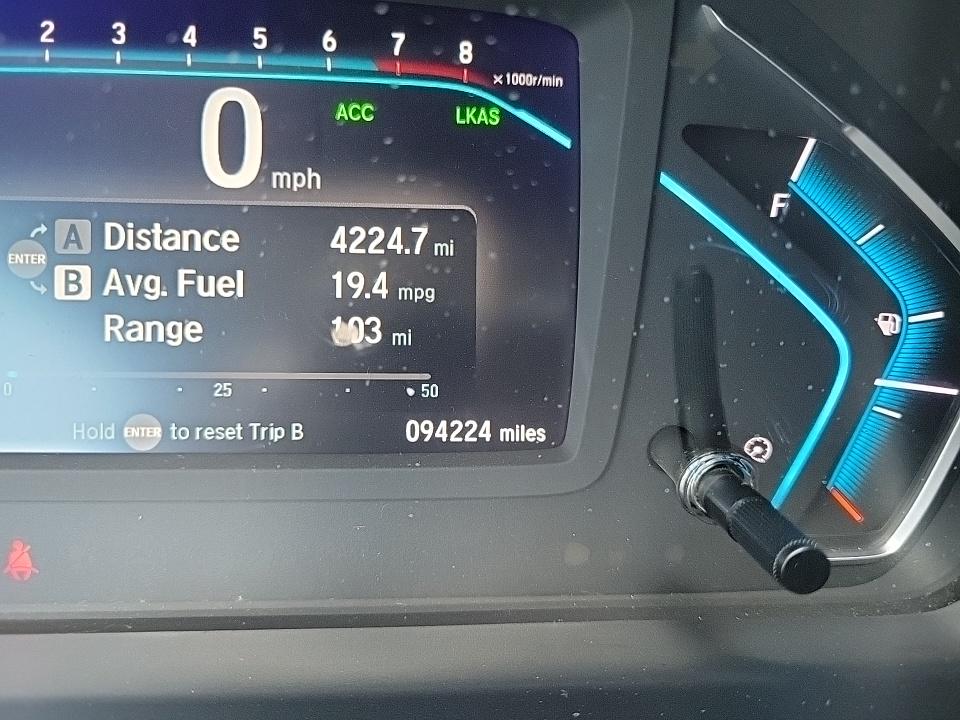 2 3 4 5 6 7 8
×1000r/min
ACC LKAS
0 mph
A Distance 4224.7 mi
ENTER
B Avg. Fuel 19.4 mpg
Range 103 mi
0 25 50
Hold ENTER to reset Trip B 094224 miles
F